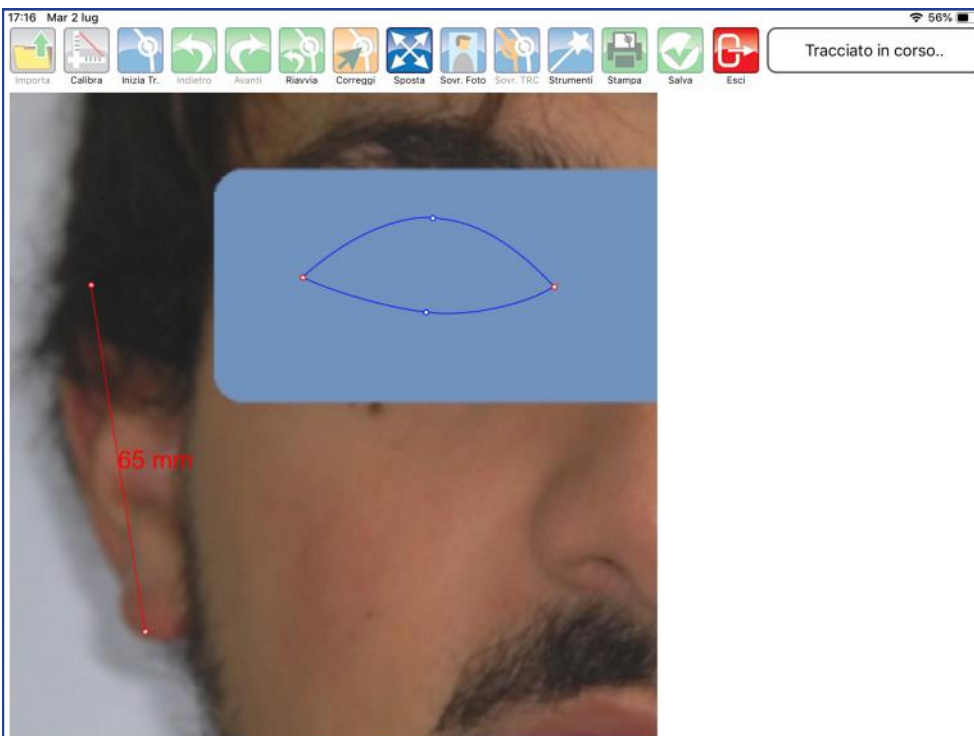 17:16 Mar 2 lug
56%
Importa Calibra Inizia Tr. Indietro Avanti Riavvia Correggi Sposta Sovr. Foto Sovr. TRC Strumenti Stampa Salva Esci
Tracciato in corso..
65 mm